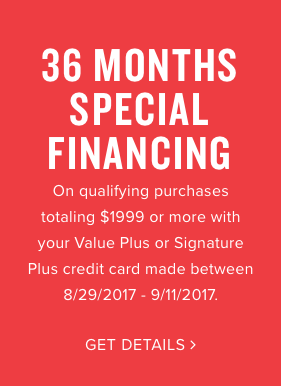 36 MONTHS
SPECIAL
FINANCING
On qualifying purchases
totaling $1999 or more with
your Value Plus or Signature
Plus credit card made between
8/29/2017 - 9/11/2017.
GET DETAILS >